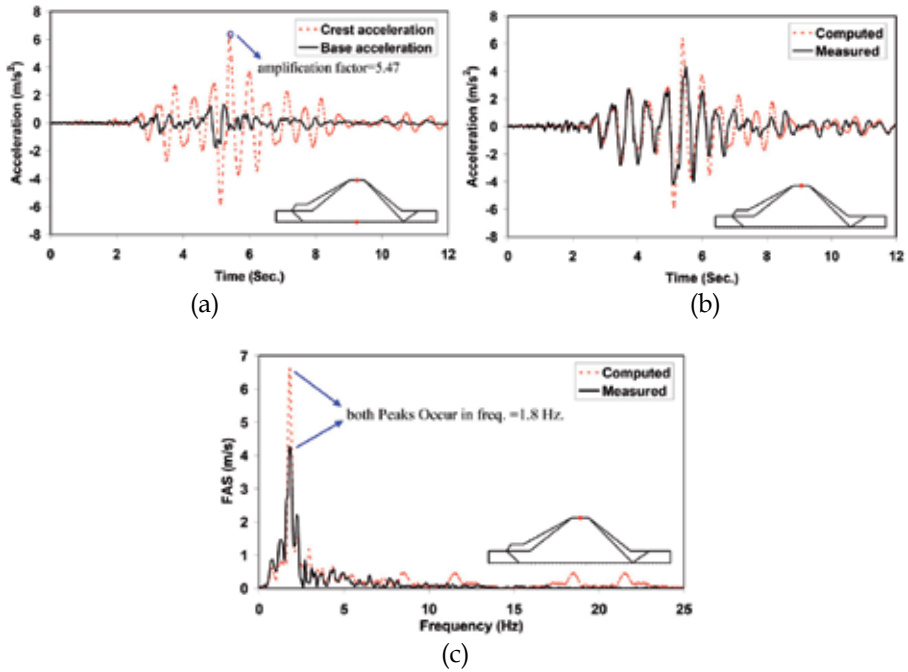 8
6
4
2
0
-2
-4
-6
-8
Acceleration (m/s²)
Crest acceleration
Base acceleration
amplification factor=5.47
0 2 4 6 8 10 12
Time (Sec.)
(a)
8
6
4
2
0
-2
-4
-6
-8
Acceleration (m/s²)
Computed
Measured
0 2 4 6 8 10 12
Time (Sec.)
(b)
7
6
5
4
3
2
1
0
FAS (m/s)
Computed
Measured
both Peaks Occur in freq. =1.8 Hz.
0 5 10 15 20 25
Frequency (Hz)
(c)